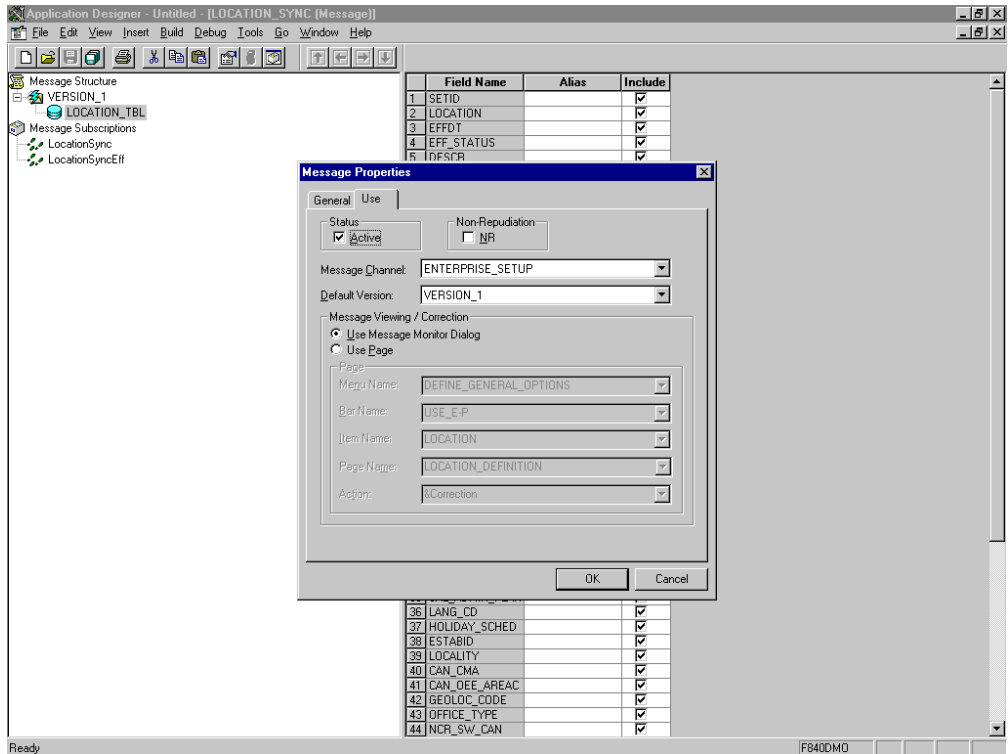 Application Designer - Untitled - [LOCATION_SYNC (Message)]
File Edit View Insert Build Debug Tools Go Window Help
Message Structure
VERSION_1
LOCATION_TBL
Message Subscriptions
LocationSync
LocationSyncEff
Field Name Alias Include
1 SETID
2 LOCATION
3 EFFDT
4 EFF_STATUS
5 DESCR
Message Properties
General Use
Status
Active
Non-Repudiation
NR
Message Channel: ENTERPRISE_SETUP
Default Version: VERSION_1
Message Viewing / Correction
Use Message Monitor Dialog
Use Page
Page
Menu Name: DEFINE_GENERAL_OPTIONS
Bar Name: USE_E-P
Item Name: LOCATION
Page Name: LOCATION_DEFINITION
Action: &Correction
OK Cancel
36 LANG_CD
37 HOLIDAY_SCHED
38 ESTABID
39 LOCALITY
40 CAN_CMA
41 CAN_OEE_AREAC
42 GEOLOC_CODE
43 OFFICE_TYPE
44 NCR_SW_CAN
Ready F840DMO